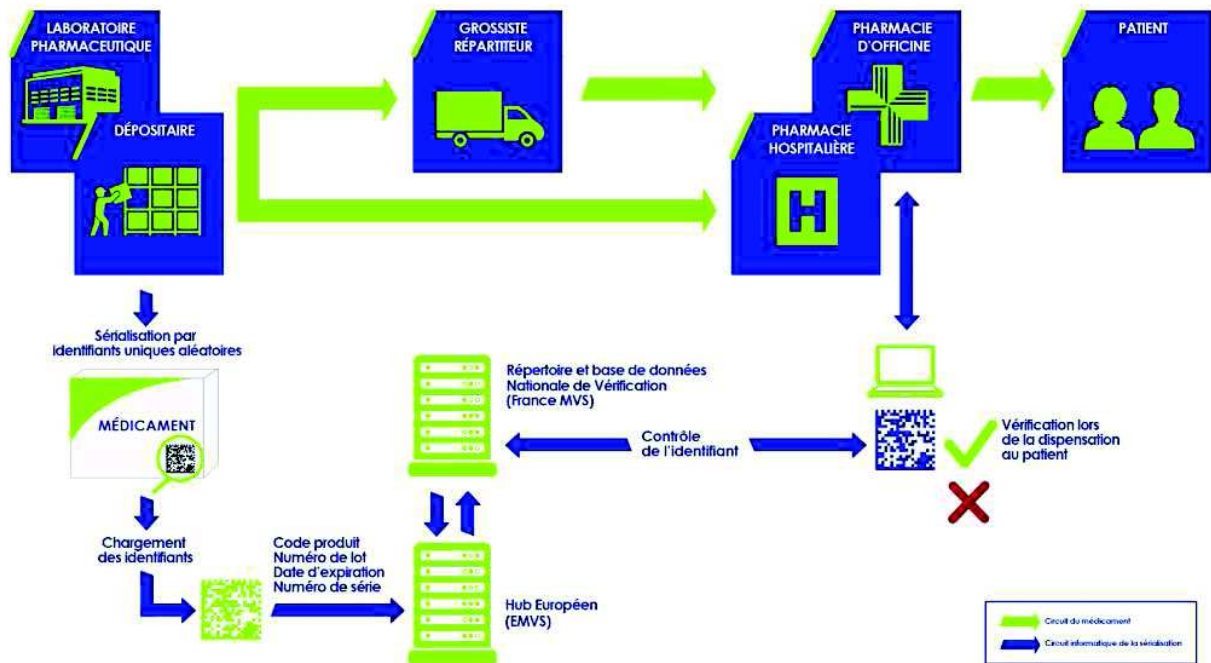 LABORATOIRE
PHARMACEUTIQUE
DÉPOSITAIRE
GROSSISTE
RÉPARTITEUR
PHARMACIE
D'OFFICINE
PHARMACIE
HOSPITALIÈRE
H
PATIENT
Sérialisation par
identifiants uniques aléatoires
MÉDICAMENT
Chargement
des identifiants
Code produit
Numéro de lot
Date d'expiration
Numéro de série
Répertoire et base de données
Nationale de Vérification
(France MVS)
Hub Européen
(EMVS)
Contrôle
de l'identifiant
Vérification lors
de la dispensation
au patient
Circuit du médicament
Circuit informatique de la sérialisation